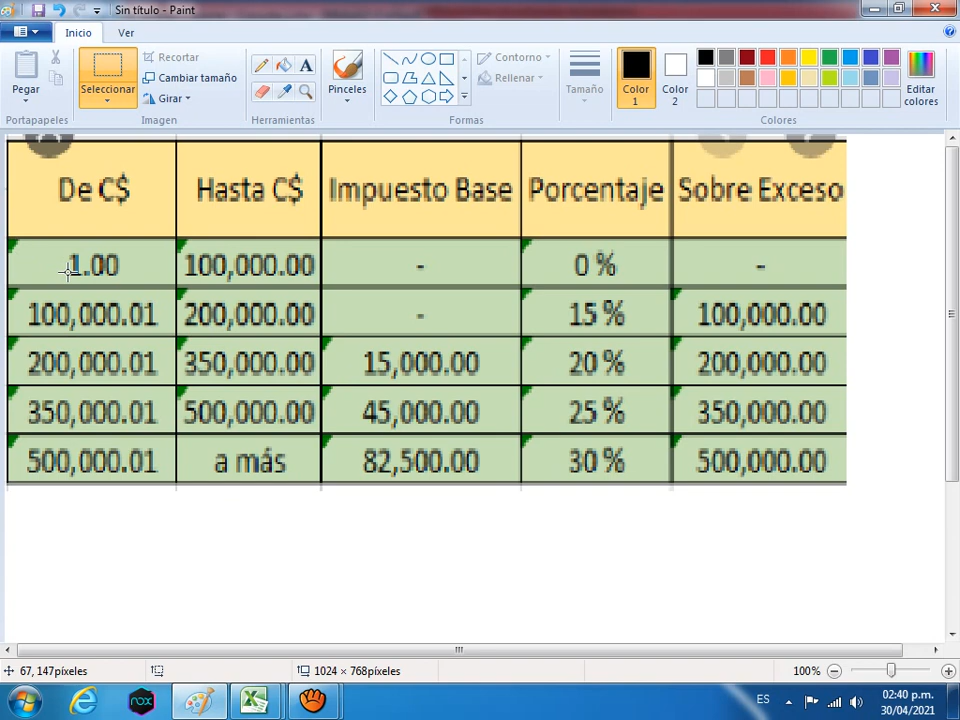 Sin título - Paint
Inicio Ver
Pegar
Portapapeles
Seleccionar
Recortar
Cambiar tamaño
Girar
Imagen
A
Herramientas
Pinceles
Contorno
Rellenar
Formas
Tamaño
Color 1
Color 2
Editar colores
Colores
De C$ Hasta C$ Impuesto Base Porcentaje Sobre Exceso
1.00 100,000.00 - 0 % -
100,000.01 200,000.00 - 15 % 100,000.00
200,000.01 350,000.00 15,000.00 20 % 200,000.00
350,000.01 500,000.00 45,000.00 25 % 350,000.00
500,000.01 a más 82,500.00 30 % 500,000.00
67, 147píxeles 1024 × 768píxeles 100%
nox ES 02:40 p.m.
30/04/2021